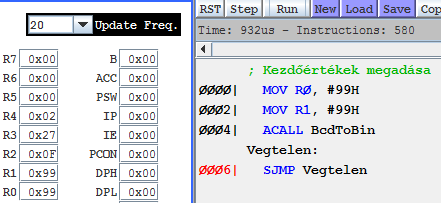 20 Update Freq.
R7 0x00 B 0x00
R6 0x00 ACC 0x00
R5 0x00 PSW 0x00
R4 0x02 IP 0x00
R3 0x27 IE 0x00
R2 0x0F PCON 0x00
R1 0x99 DPH 0x00
R0 0x99 DPL 0x00
RST Step Run New Load Save Cop
Time: 932us - Instructions: 580
; Kezdőértékek megadása
0000| MOV R0, #99H
0002| MOV R1, #99H
0004| ACALL BcdToBin
Vegtelen:
0006| SJMP Vegtelen